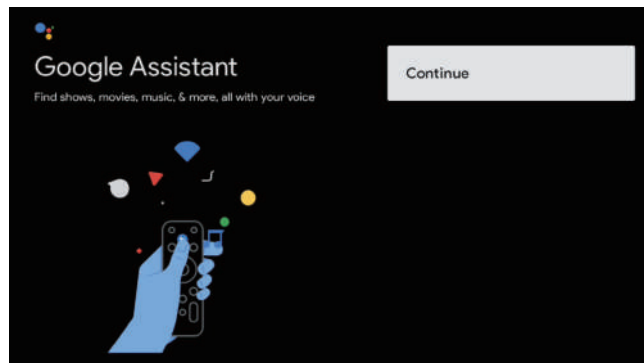 Google Assistant
Find shows, movies, music, & more, all with your voice
Continue